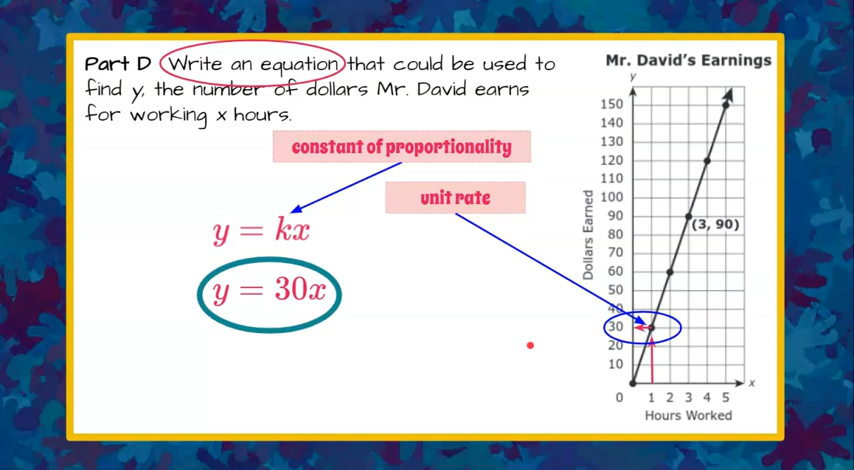 Part D Write an equation that could be used to
find y, the number of dollars Mr. David earns
for working x hours.
constant of proportionality
unit rate
y = kx
y = 30x
Mr. David's Earnings
y
150
140
130
120
110
100
90
80
70
60
50
40
30
20
10
0 1 2 3 4 5
x
(3, 90)
Dollars Earned
Hours Worked